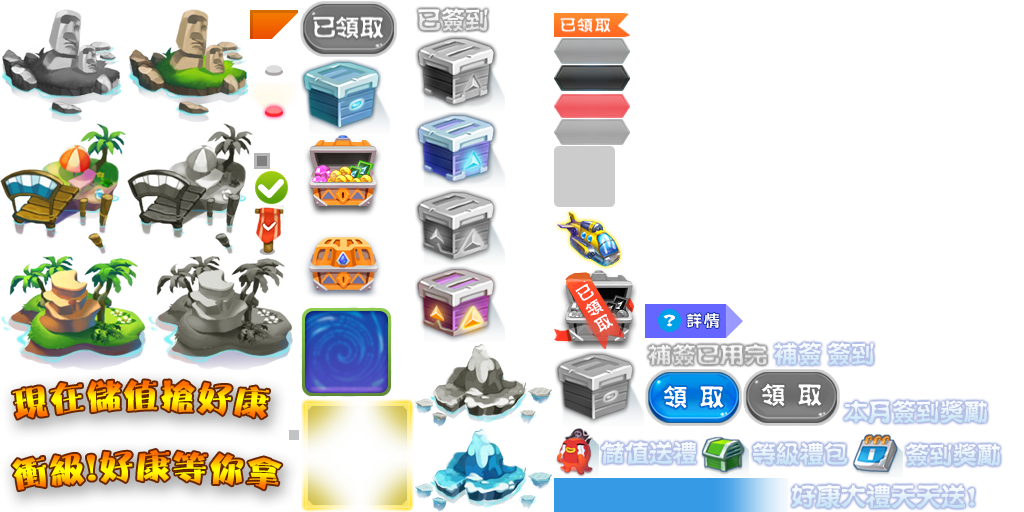 已領取
已簽到
已領取
已領取
詳情
補簽已用完 補簽 簽到
領取 領取
本月簽到獎勵
現在儲值搶好康
儲值送禮 等級禮包 簽到獎勵
衝級!好康等你拿
好康大禮天天送!